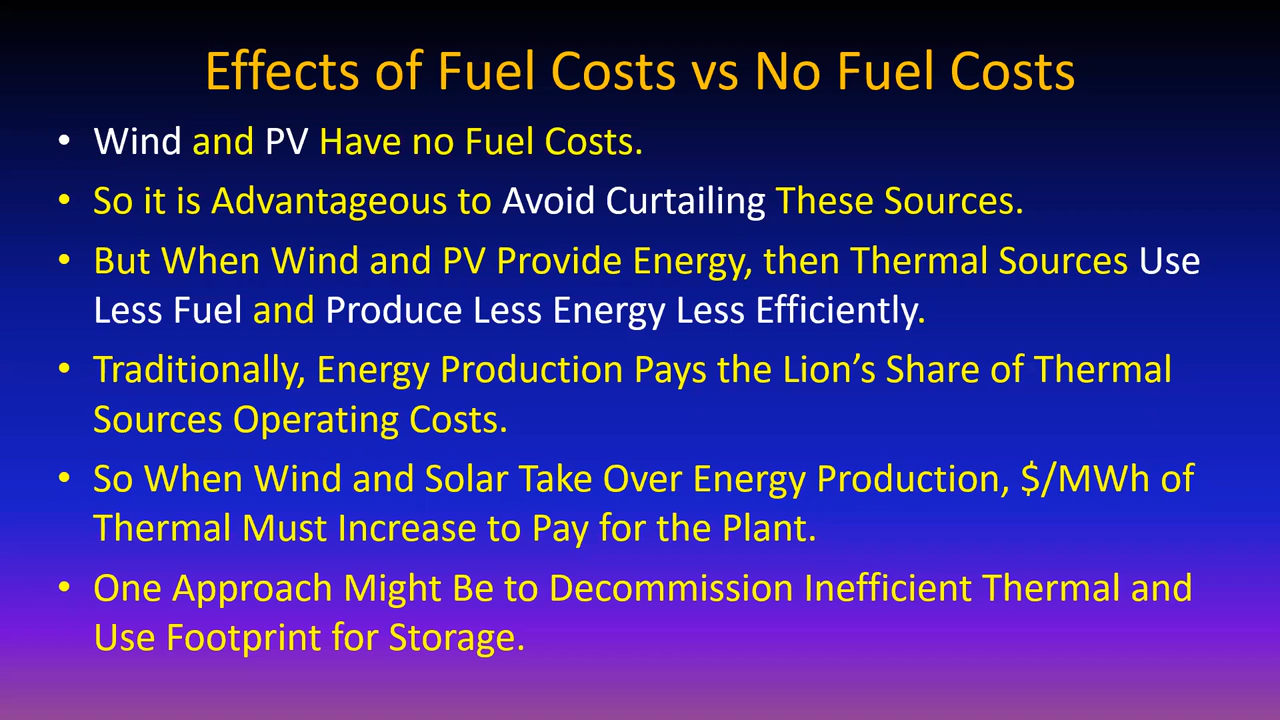 Effects of Fuel Costs vs No Fuel Costs
• Wind and PV Have no Fuel Costs.
• So it is Advantageous to Avoid Curtailing These Sources.
• But When Wind and PV Provide Energy, then Thermal Sources Use
Less Fuel and Produce Less Energy Less Efficiently.
• Traditionally, Energy Production Pays the Lion’s Share of Thermal
Sources Operating Costs.
• So When Wind and Solar Take Over Energy Production, $/MWh of
Thermal Must Increase to Pay for the Plant.
• One Approach Might Be to Decommission Inefficient Thermal and
Use Footprint for Storage.